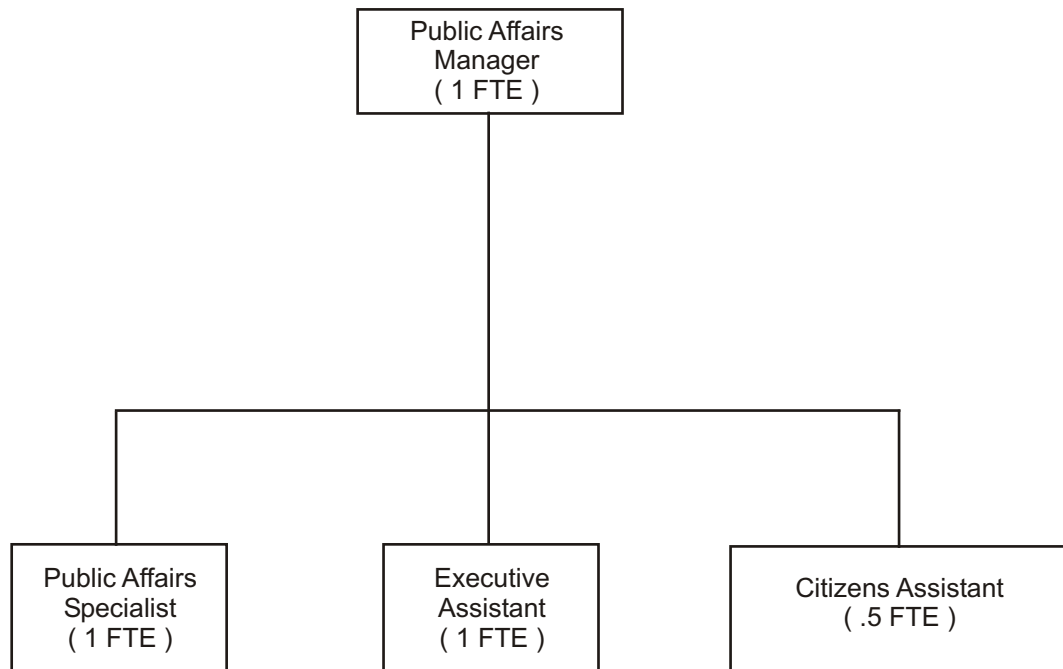 Public Affairs
Manager
( 1 FTE )
Public Affairs
Specialist
( 1 FTE )
Executive
Assistant
( 1 FTE )
Citizens Assistant
( .5 FTE )